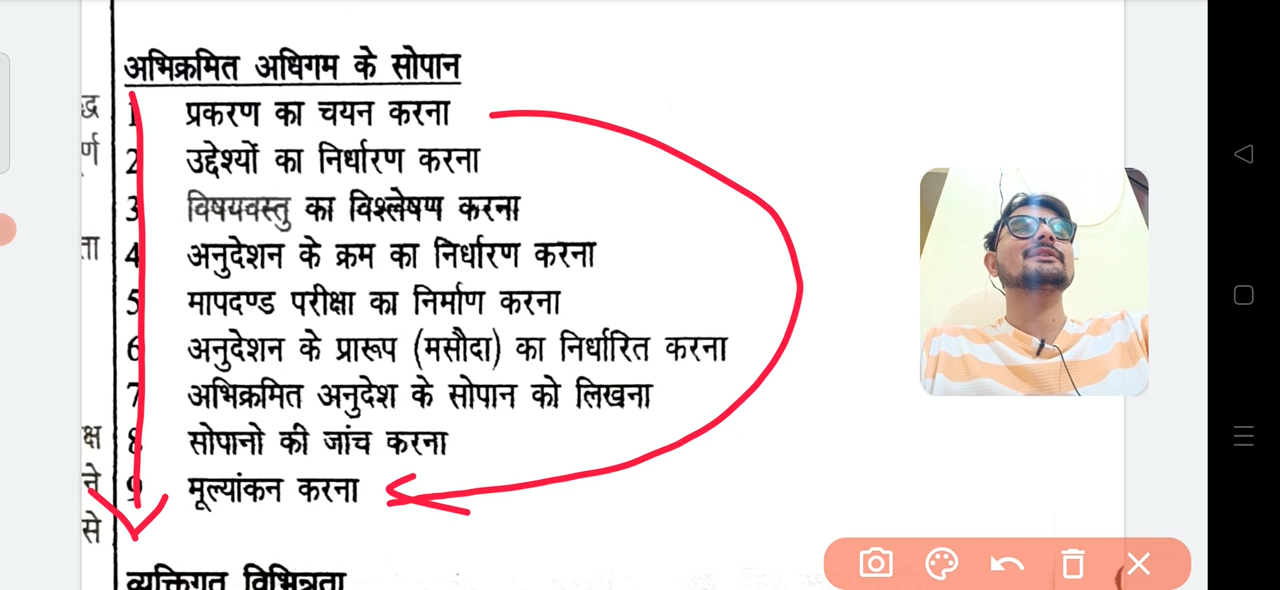 अभिक्रमित अधिगम के सोपान
1 प्रकरण का चयन करना
2 उद्देश्यों का निर्धारण करना
3 विषयवस्तु का विश्लेषण करना
4 अनुदेशन के क्रम का निर्धारण करना
5 मापदण्ड परीक्षा का निर्माण करना
6 अनुदेशन के प्रारूप (मसौदा) का निर्धारित करना
7 अभिक्रमित अनुदेश के सोपान को लिखना
8 सोपानो की जांच करना
9 मूल्यांकन करना
व्यक्तिगत विभिन्नता